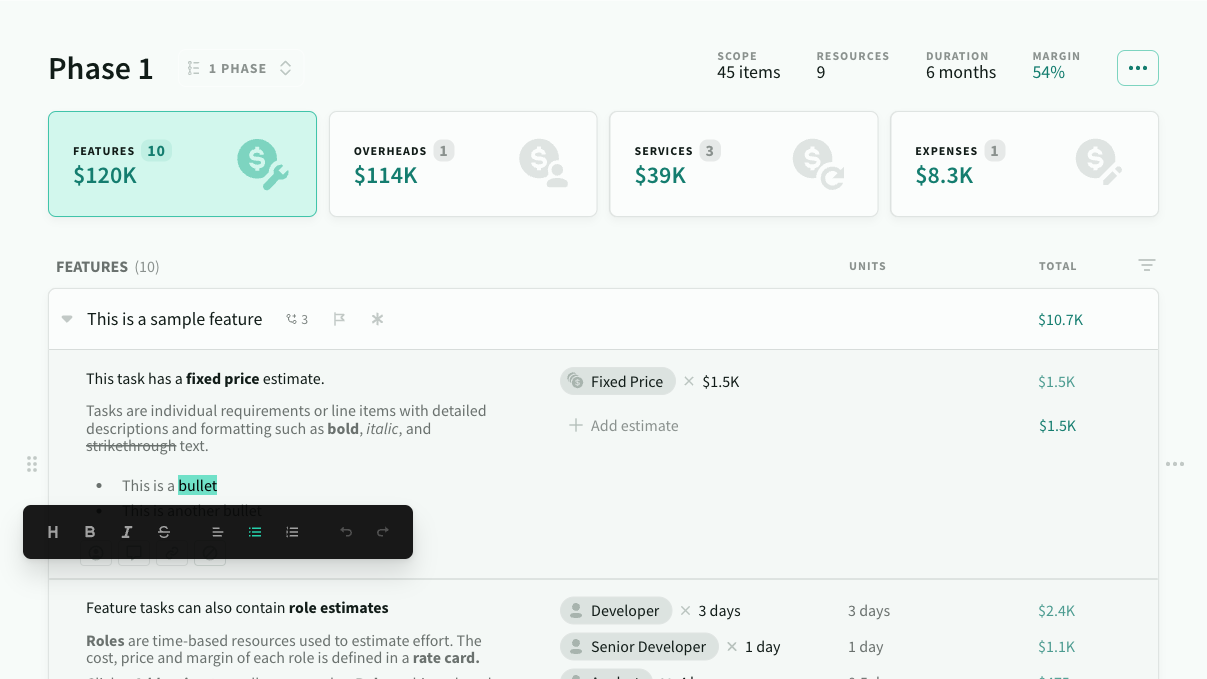 Phase 1
1 PHASE
SCOPE
45 items
RESOURCES
9
DURATION
6 months
MARGIN
54%
FEATURES 10
$120K
OVERHEADS 1
$114K
SERVICES 3
$39K
EXPENSES 1
$8.3K
FEATURES (10)
UNITS
TOTAL
This is a sample feature
3
$10.7K
This task has a fixed price estimate.
Fixed Price × $1.5K
$1.5K
Tasks are individual requirements or line items with detailed
descriptions and formatting such as bold, italic, and
strikethrough text.
Add estimate
$1.5K
• This is a bullet
• This is another bullet
H B I S
Feature tasks can also contain role estimates
Developer × 3 days
3 days
$2.4K
Roles are time-based resources used to estimate effort. The
cost, price and margin of each role is defined in a rate card.
Senior Developer × 1 day
1 day
$1.1K